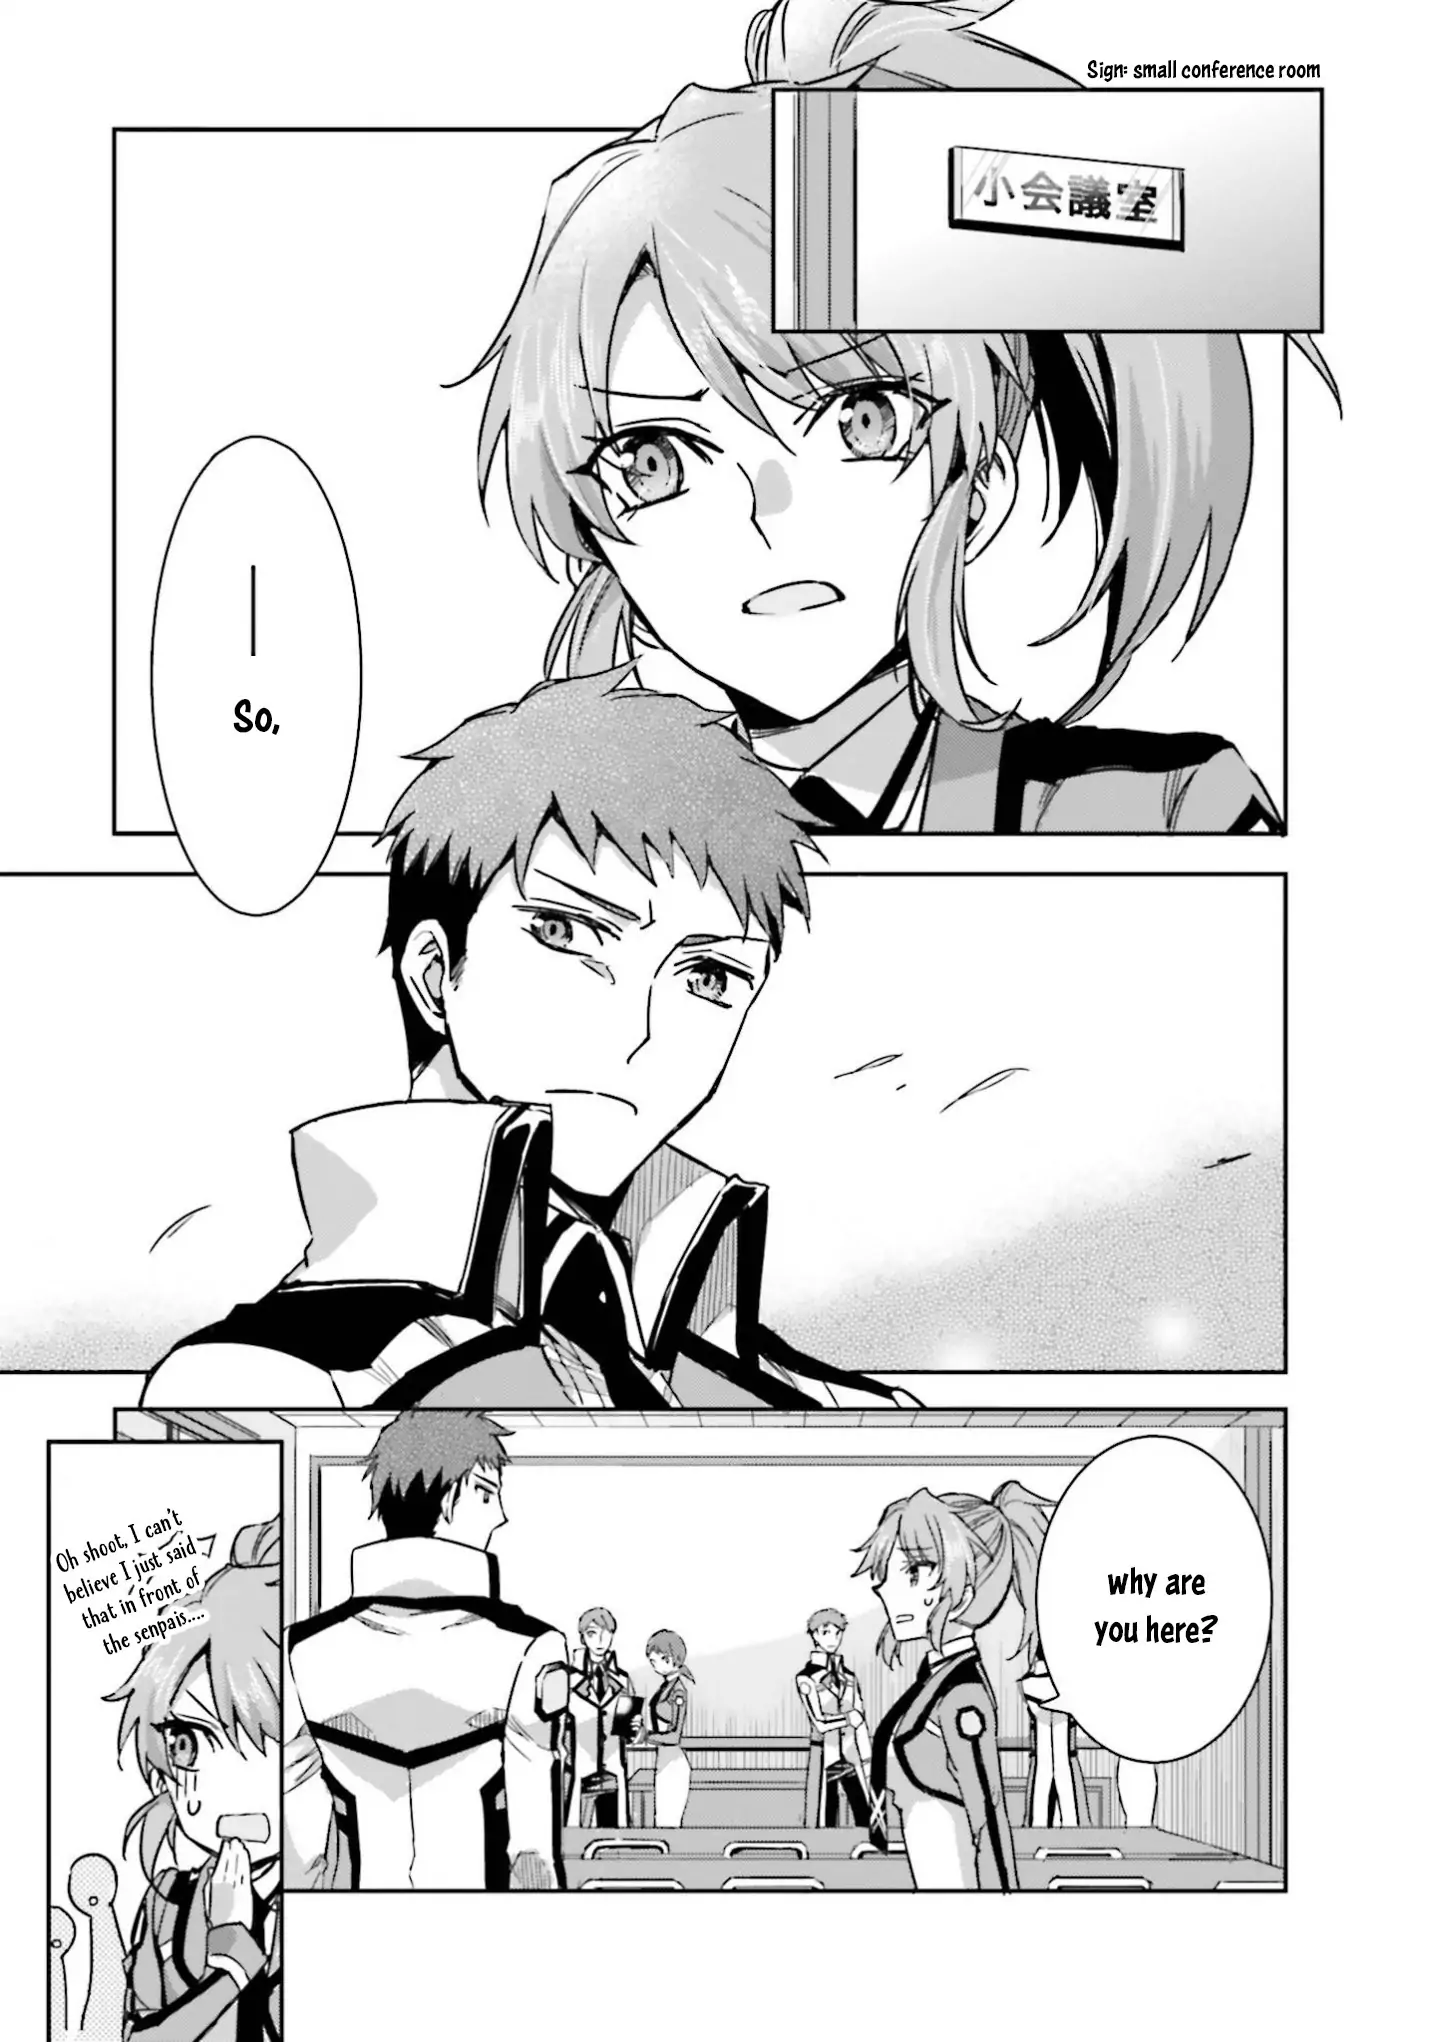 Sign: small conference room
小会議室
—
So,
why are
you here?
Oh shoot, I can't
believe I just said
that in front of
the senpais....